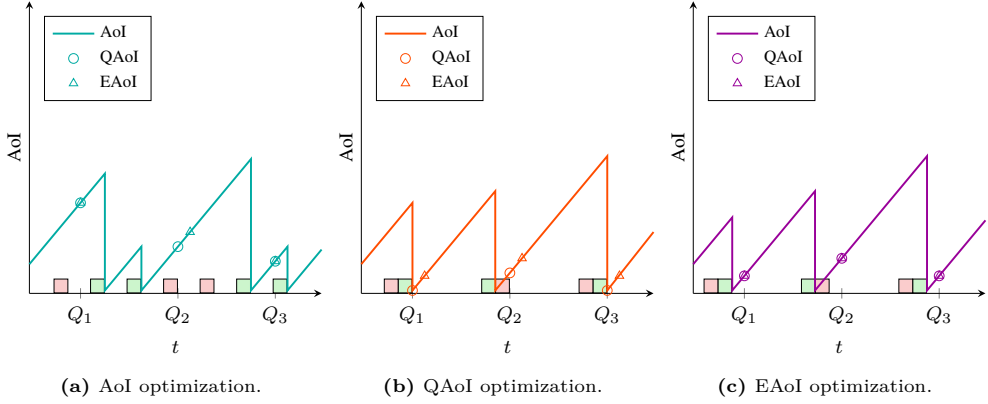 AoI
QAoI
EAoI
AoI
Q1
Q2
Q3
t
(a) AoI optimization.
AoI
QAoI
EAoI
AoI
Q1
Q2
Q3
t
(b) QAoI optimization.
AoI
QAoI
EAoI
AoI
Q1
Q2
Q3
t
(c) EAoI optimization.